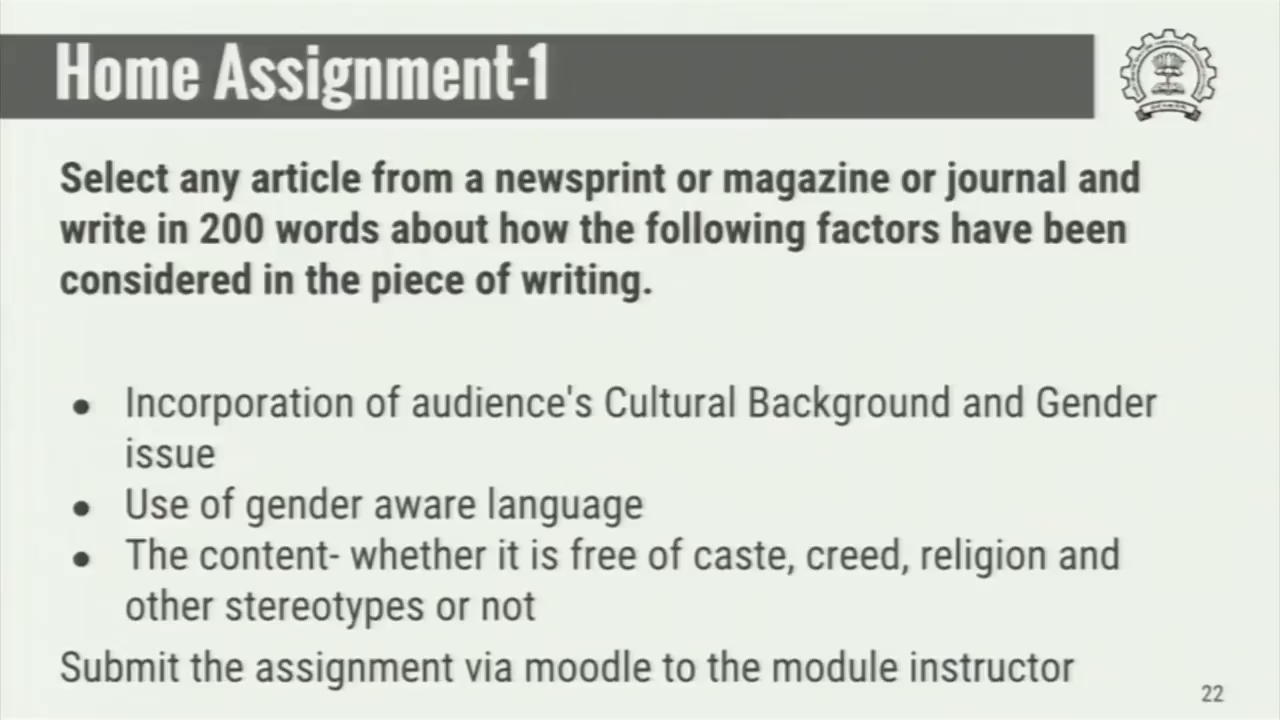 Home Assignment-1
Select any article from a newsprint or magazine or journal and
write in 200 words about how the following factors have been
considered in the piece of writing.
● Incorporation of audience's Cultural Background and Gender
issue
● Use of gender aware language
● The content- whether it is free of caste, creed, religion and
other stereotypes or not
Submit the assignment via moodle to the module instructor
22